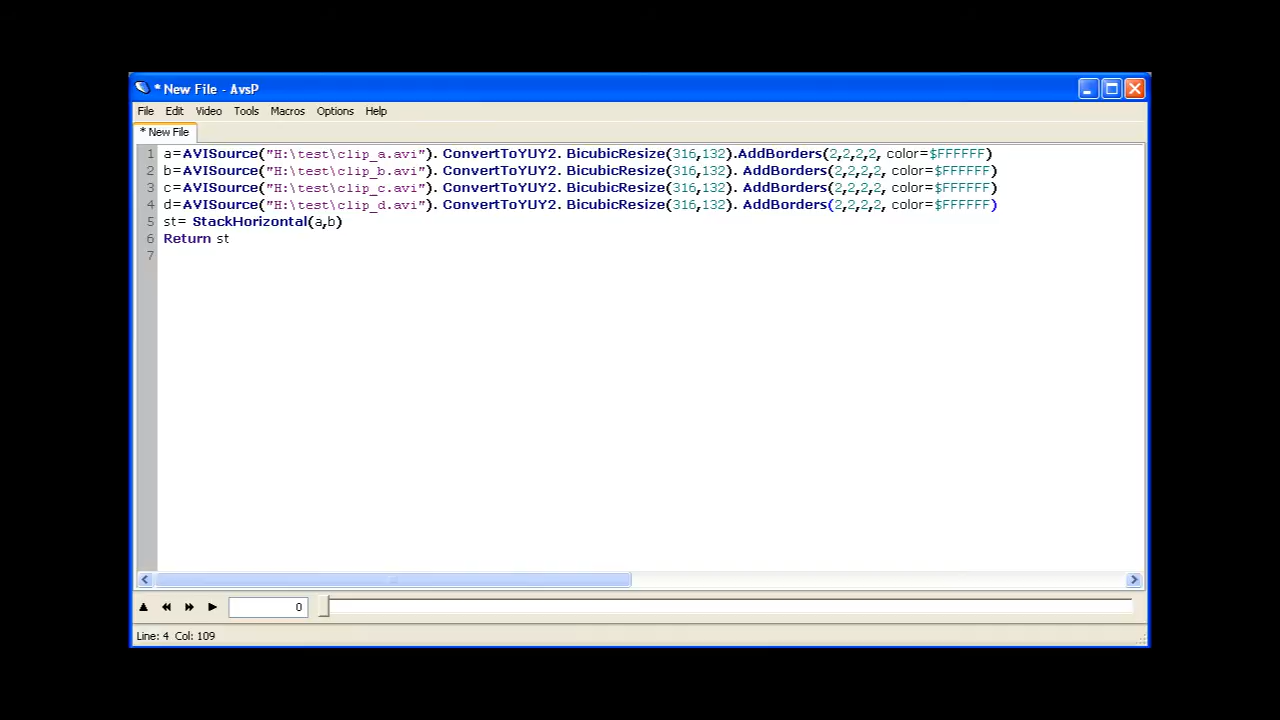 * New File - AvsP
File Edit Video Tools Macros Options Help
* New File
1 a=AVISource("H:\test\clip_a.avi"). ConvertToYUY2. BicubicResize(316,132).AddBorders(2,2,2,2, color=$FFFFFF)
2 b=AVISource("H:\test\clip_b.avi"). ConvertToYUY2. BicubicResize(316,132). AddBorders(2,2,2,2, color=$FFFFFF)
3 c=AVISource("H:\test\clip_c.avi"). ConvertToYUY2. BicubicResize(316,132). AddBorders(2,2,2,2, color=$FFFFFF)
4 d=AVISource("H:\test\clip_d.avi"). ConvertToYUY2. BicubicResize(316,132). AddBorders(2,2,2,2, color=$FFFFFF)
5 st= StackHorizontal(a,b)
6 Return st
7
0
Line: 4 Col: 109